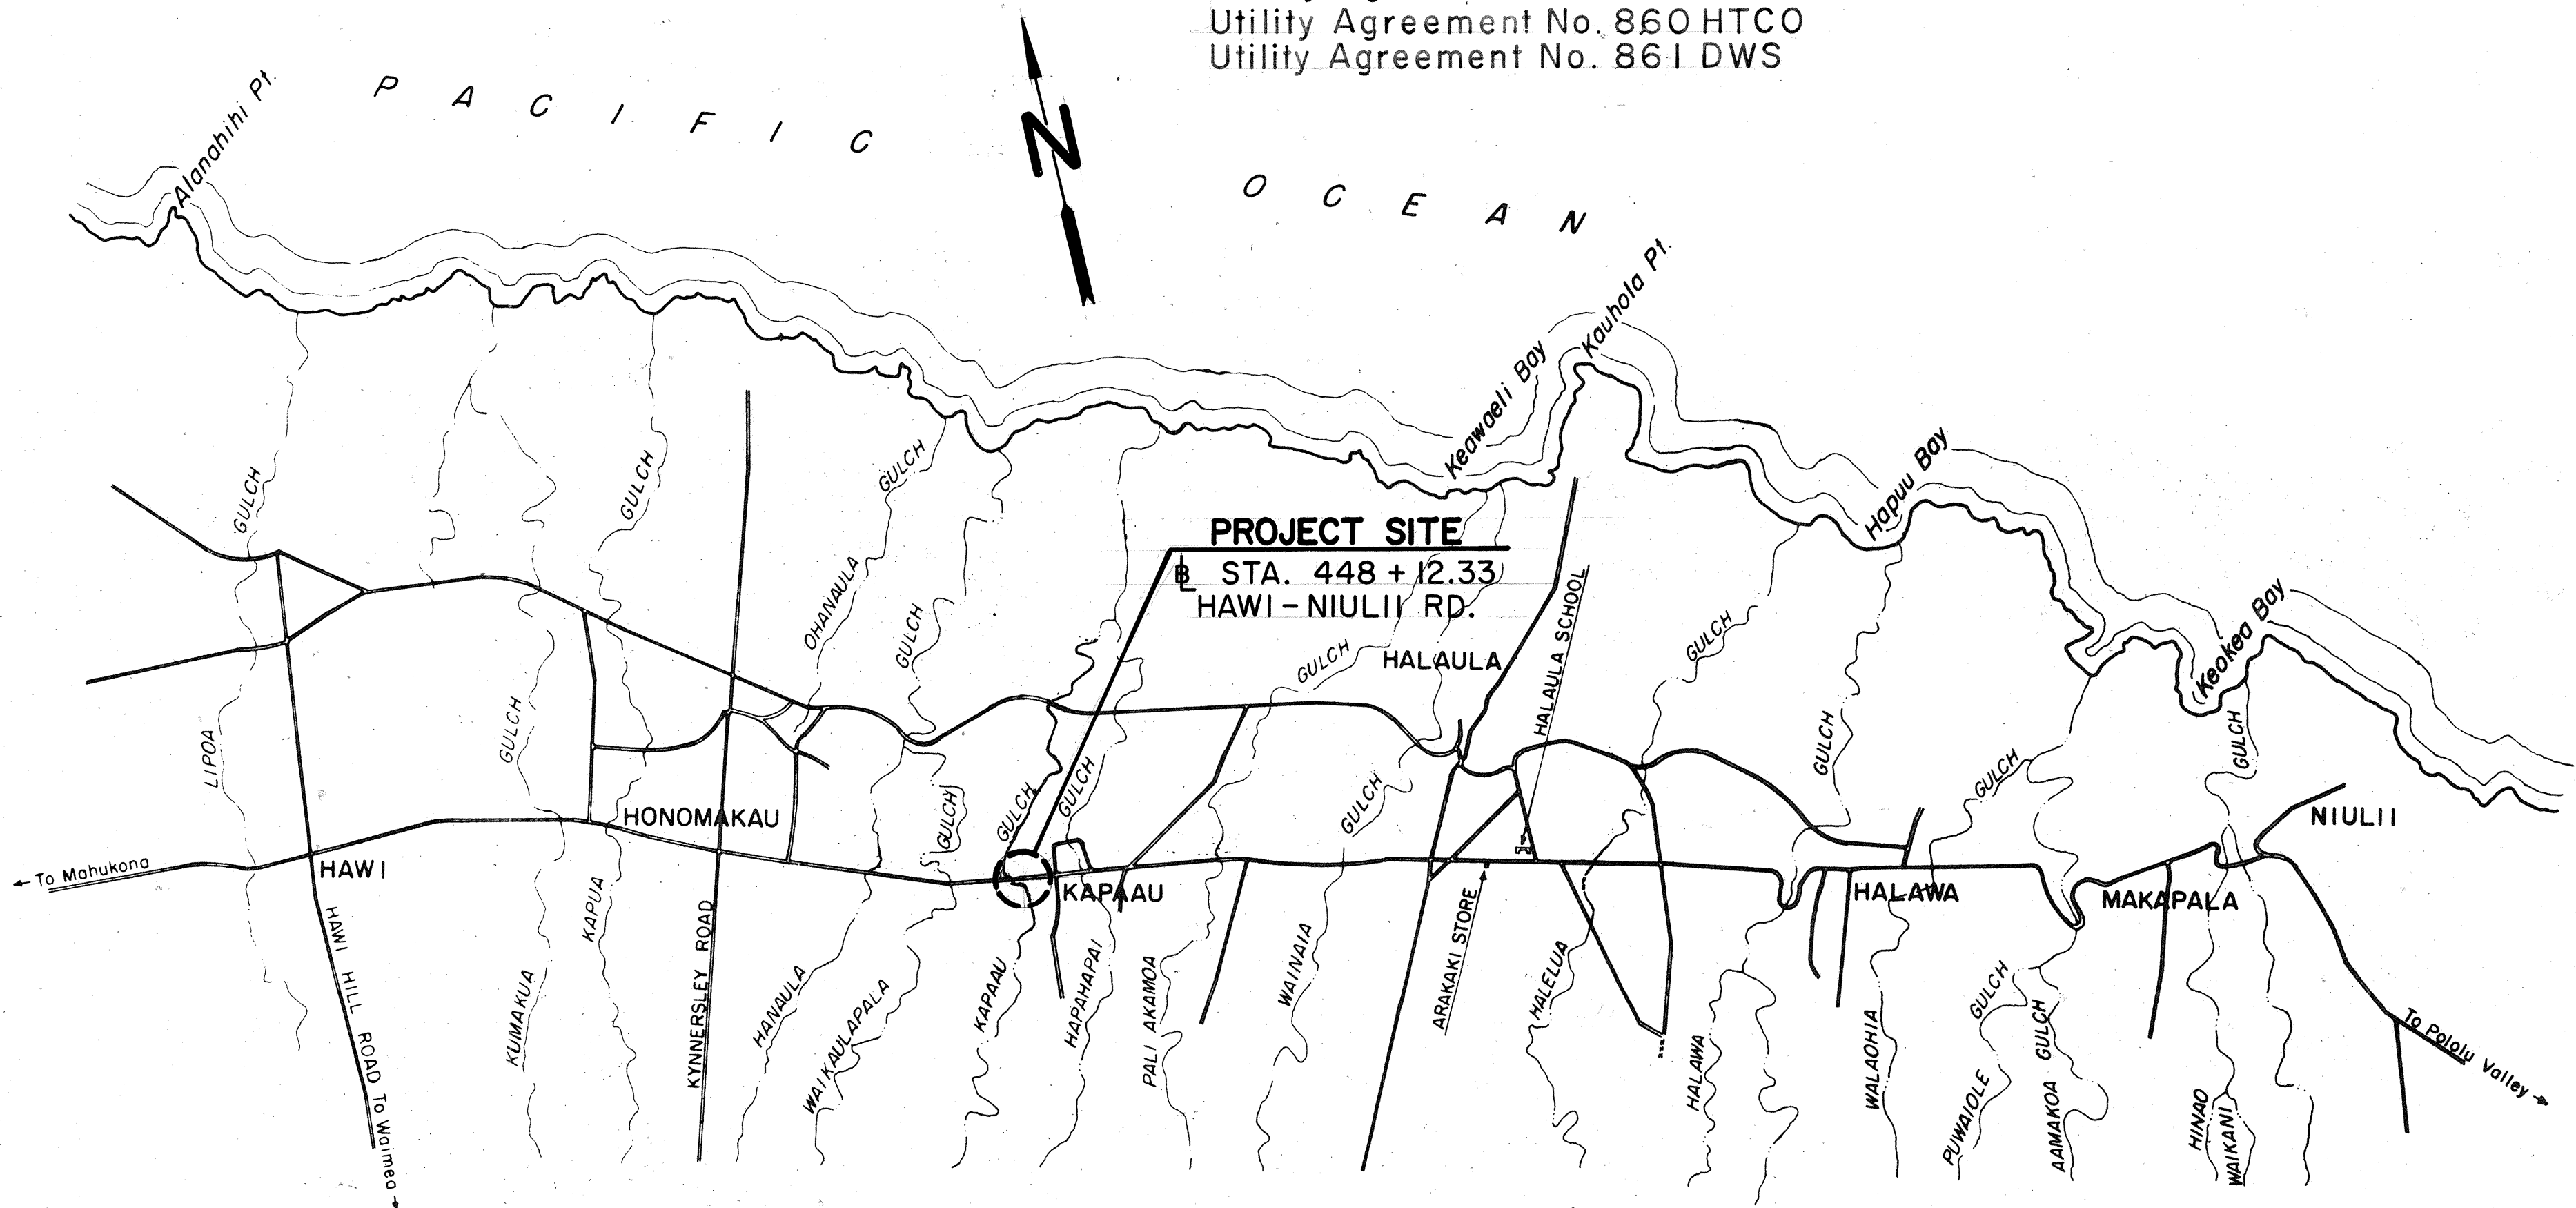 Utility Agreement No. 860 HTCO
Utility Agreement No. 861 DWS
PACIFIC
OCEAN
N
Alanahihi Pt.
Keawaeli Bay
Kauhola Pt.
Hapuu Bay
Keokea Bay
PROJECT SITE
BL STA. 448 + 12.33
HAWI-NIULII RD.
GULCH
GULCH
GULCH
OHANAULA
GULCH
GULCH
HALAULA
HALAULA SCHOOL
GULCH
GULCH
GULCH
GULCH
LIPOA
GULCH
GULCH
GULCH
GULCH
GULCH
GULCH
HONOMAKAU
NIULII
← To Mahukona
HAWI
KAPAAU
HALAWA
MAKAPALA
HAWI HILL ROAD To Waimea →
KUMAKUA
KAPUA
KYNNERSLEY ROAD
HANAULA
WAIKAULAPALA
KAPAAU
HAPAHAPAI
PALI AKAMOA
WAINAIA
ARAKAKI STORE
HALELUA
HALAWA
WALAOHIA
PUWAIOLE GULCH
AAMAKOA GULCH
HINAO
WAIKANI
To Pololu Valley →